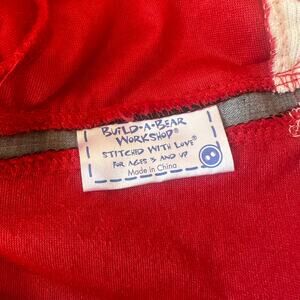 BUILD-A-BEAR
WORKSHOP®
STITCHED WITH LOVE®
FOR AGES 3 AND UP
Made in China